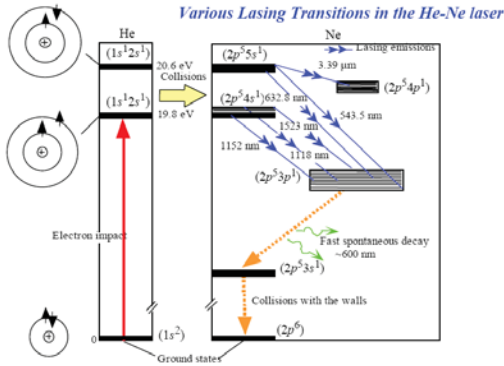 Various Lasing Transitions in the He-Ne laser
He
Ne
(1s¹2s¹)
20.6 eV
Collisions
(1s¹2s¹)
19.8 eV
(2p⁵5s¹)
Lasing emissions
3.39 μm
(2p⁵4p¹)
(2p⁵4s¹)
632.8 nm
543.5 nm
1523 nm
1152 nm
1118 nm
(2p⁵3p¹)
Electron impact
Fast spontaneous decay
~600 nm
(2p⁵3s¹)
Collisions with the walls
0
(1s²)
(2p⁶)
Ground states